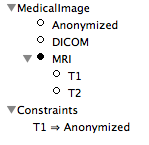 MedicalImage
Anonymized
DICOM
MRI
T1
T2
Constraints
T1 ⇒ Anonymized